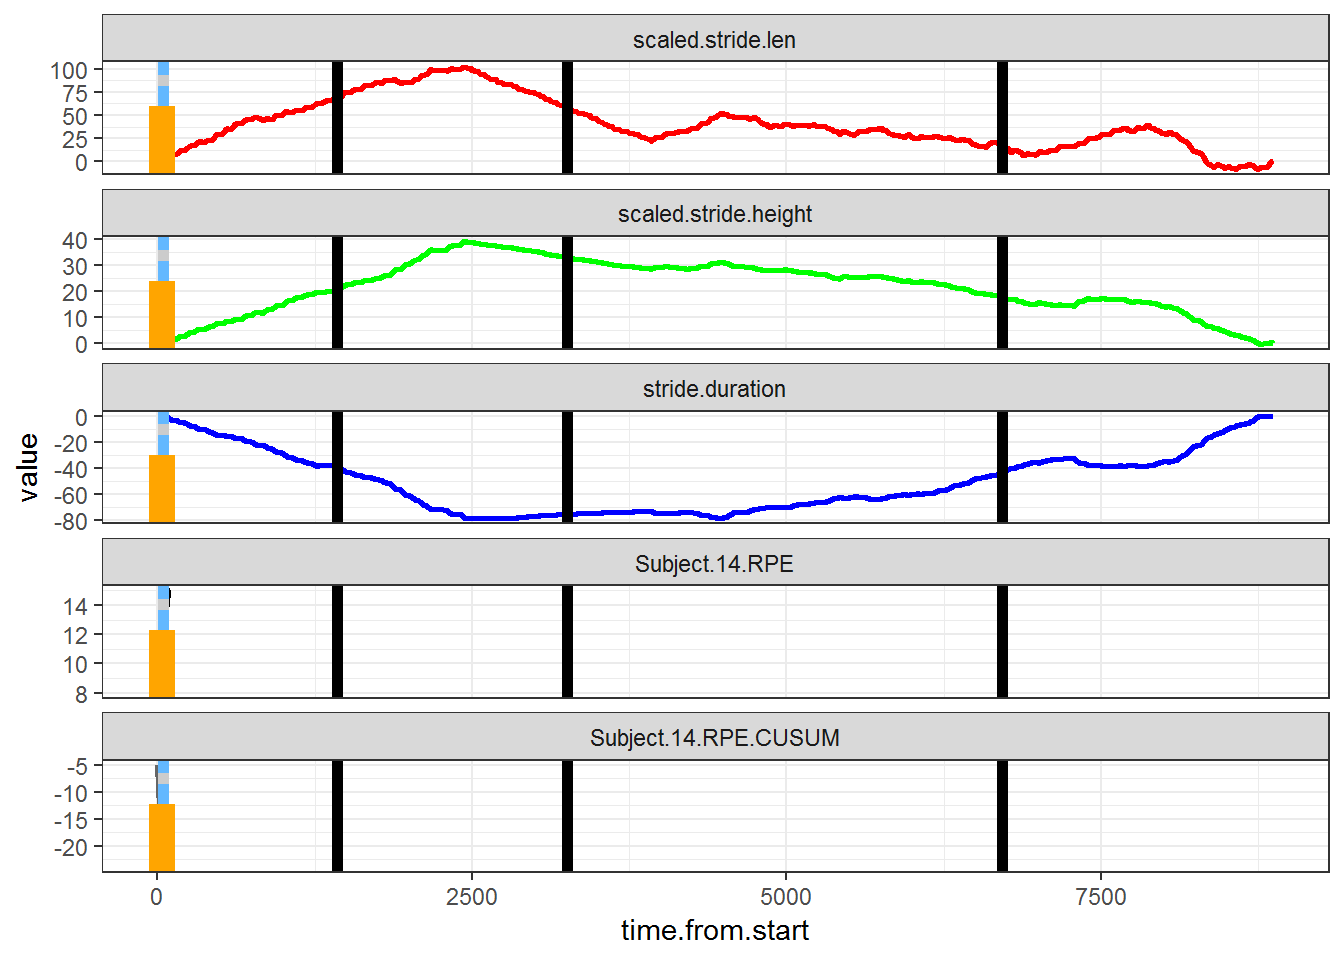 scaled.stride.len
100
75
50
25
0
scaled.stride.height
40
30
20
10
0
stride.duration
0
-20
-40
-60
-80
value
Subject.14.RPE
14
12
10
8
Subject.14.RPE.CUSUM
-5
-10
-15
-20
0 2500 5000 7500
time.from.start